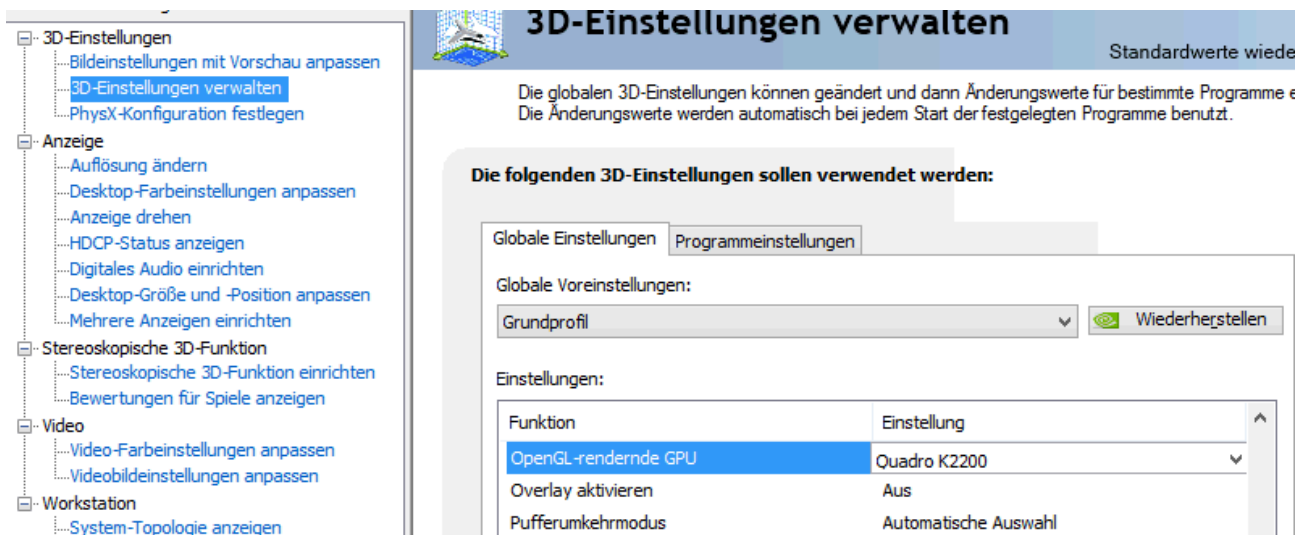 3D-Einstellungen
Bildeinstellungen mit Vorschau anpassen
3D-Einstellungen verwalten
PhysX-Konfiguration festlegen
Anzeige
Auflösung ändern
Desktop-Farbeinstellungen anpassen
Anzeige drehen
HDCP-Status anzeigen
Digitales Audio einrichten
Desktop-Größe und -Position anpassen
Mehrere Anzeigen einrichten
Stereoskopische 3D-Funktion
Stereoskopische 3D-Funktion einrichten
Bewertungen für Spiele anzeigen
Video
Video-Farbeinstellungen anpassen
Videobildeinstellungen anpassen
Workstation
System-Topologie anzeigen
3D-Einstellungen verwalten
Standardwerte wiede
Die globalen 3D-Einstellungen können geändert und dann Änderungswerte für bestimmte Programme e
Die Änderungswerte werden automatisch bei jedem Start der festgelegten Programme benutzt.
Die folgenden 3D-Einstellungen sollen verwendet werden:
Globale Einstellungen Programmeinstellungen
Globale Voreinstellungen:
Grundprofil Wiederherstellen
Einstellungen:
Funktion Einstellung
OpenGL-rendernde GPU Quadro K2200
Overlay aktivieren Aus
Pufferumkehrmodus Automatische Auswahl